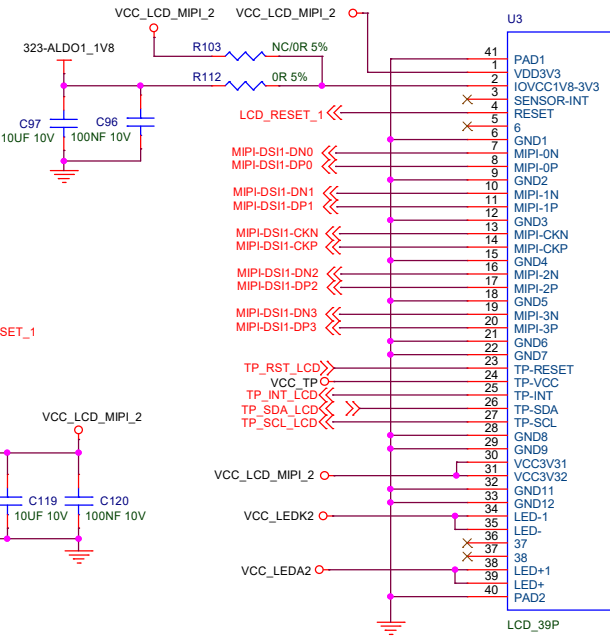 VCC_LCD_MIPI_2
VCC_LCD_MIPI_2
U3
323-ALDO1_1V8
R103
NC/0R 5%
R112
0R 5%
C97
10UF 10V
C96
100NF 10V
LCD_RESET_1
MIPI-DSI1-DN0
MIPI-DSI1-DP0
MIPI-DSI1-DN1
MIPI-DSI1-DP1
MIPI-DSI1-CKN
MIPI-DSI1-CKP
MIPI-DSI1-DN2
MIPI-DSI1-DP2
MIPI-DSI1-DN3
MIPI-DSI1-DP3
SET_1
TP_RST_LCD
VCC_TP
TP_INT_LCD
TP_SDA_LCD
TP_SCL_LCD
VCC_LCD_MIPI_2
VCC_LCD_MIPI_2
C119
10UF 10V
C120
100NF 10V
VCC_LEDK2
VCC_LEDA2
41 PAD1
1 VDD3V3
2 IOVCC1V8-3V3
3 SENSOR-INT
4 RESET
5 6
6 GND1
7 MIPI-0N
8 MIPI-0P
9 GND2
10 MIPI-1N
11 MIPI-1P
12 GND3
13 MIPI-CKN
14 MIPI-CKP
15 GND4
16 MIPI-2N
17 MIPI-2P
18 GND5
19 MIPI-3N
20 MIPI-3P
21 GND6
22 GND7
23 TP-RESET
24 TP-VCC
25 TP-INT
26 TP-SDA
27 TP-SCL
28 GND8
29 GND9
30 VCC3V31
31 VCC3V32
32 GND11
33 GND12
34 LED-1
35 LED-
36 37
37 38
38 LED+1
39 LED+
40 PAD2
LCD_39P